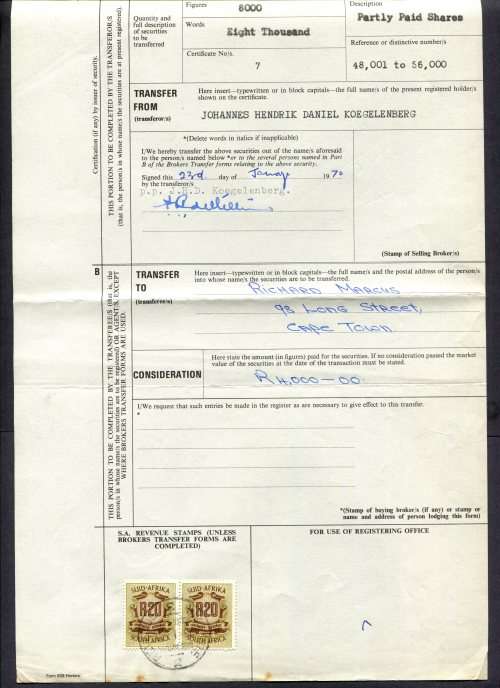 Quantity and
full description
of securities
to be
transferred
Figures
8000
Words
Eight Thousand
Certificate No/s.
7
Description
Partly Paid Shares
Reference or distinctive number/s
48,001 to 56,000
Certification (if any) by issuer of security.
THIS PORTION TO BE COMPLETED BY THE TRANSFEROR/S
(that is, the person/s in whose name/s the securities are at present registered).
TRANSFER
FROM
(transferor/s)
Here insert—typewritten or in block capitals—the full name/s of the present registered holder/s
shown on the certificate.
JOHANNES HENDRIK DANIEL KOEGELENBERG
*(Delete words in italics if inapplicable)
I/We hereby transfer the above securities out of the name/s aforesaid
to the person/s named below *or to the several persons named in Part
B of the Brokers Transfer forms relating to the above security.
Signed this 23rd day of January 1970
by the transferor/s
p.p. J.H.D. Koegelenberg.
(Stamp of Selling Broker/s)
B
THIS PORTION TO BE COMPLETED BY THE TRANSFEREE/S (that is, the
person/s in whose name/s the securities are to be registered) OR AGENT/S, EXCEPT
WHERE BROKERS TRANSFER FORMS ARE USED.
TRANSFER
TO
(transferee/s)
Here insert—typewritten or in block capitals—the full name/s and the postal address of the person/s
into whose name/s the securities are to be transferred.
RICHARD MARCUS
98 LONG STREET,
CAPE TOWN
CONSIDERATION
Here state the amount (in figures) paid for the securities. If no consideration passed the market
value of the securities at the date of the transaction must be stated.
R4,000—00
I/We request that such entries be made in the register as are necessary to give effect to this transfer.
*
*(Stamp of buying broker/s (if any) or stamp or
name and address of person lodging this form)
S.A. REVENUE STAMPS (UNLESS
BROKERS TRANSFER FORMS ARE
COMPLETED)
FOR USE OF REGISTERING OFFICE
SUID-AFRIKA SUID-AFRIKA
R20 R20
SOUTH AFRICA SOUTH AFRICA